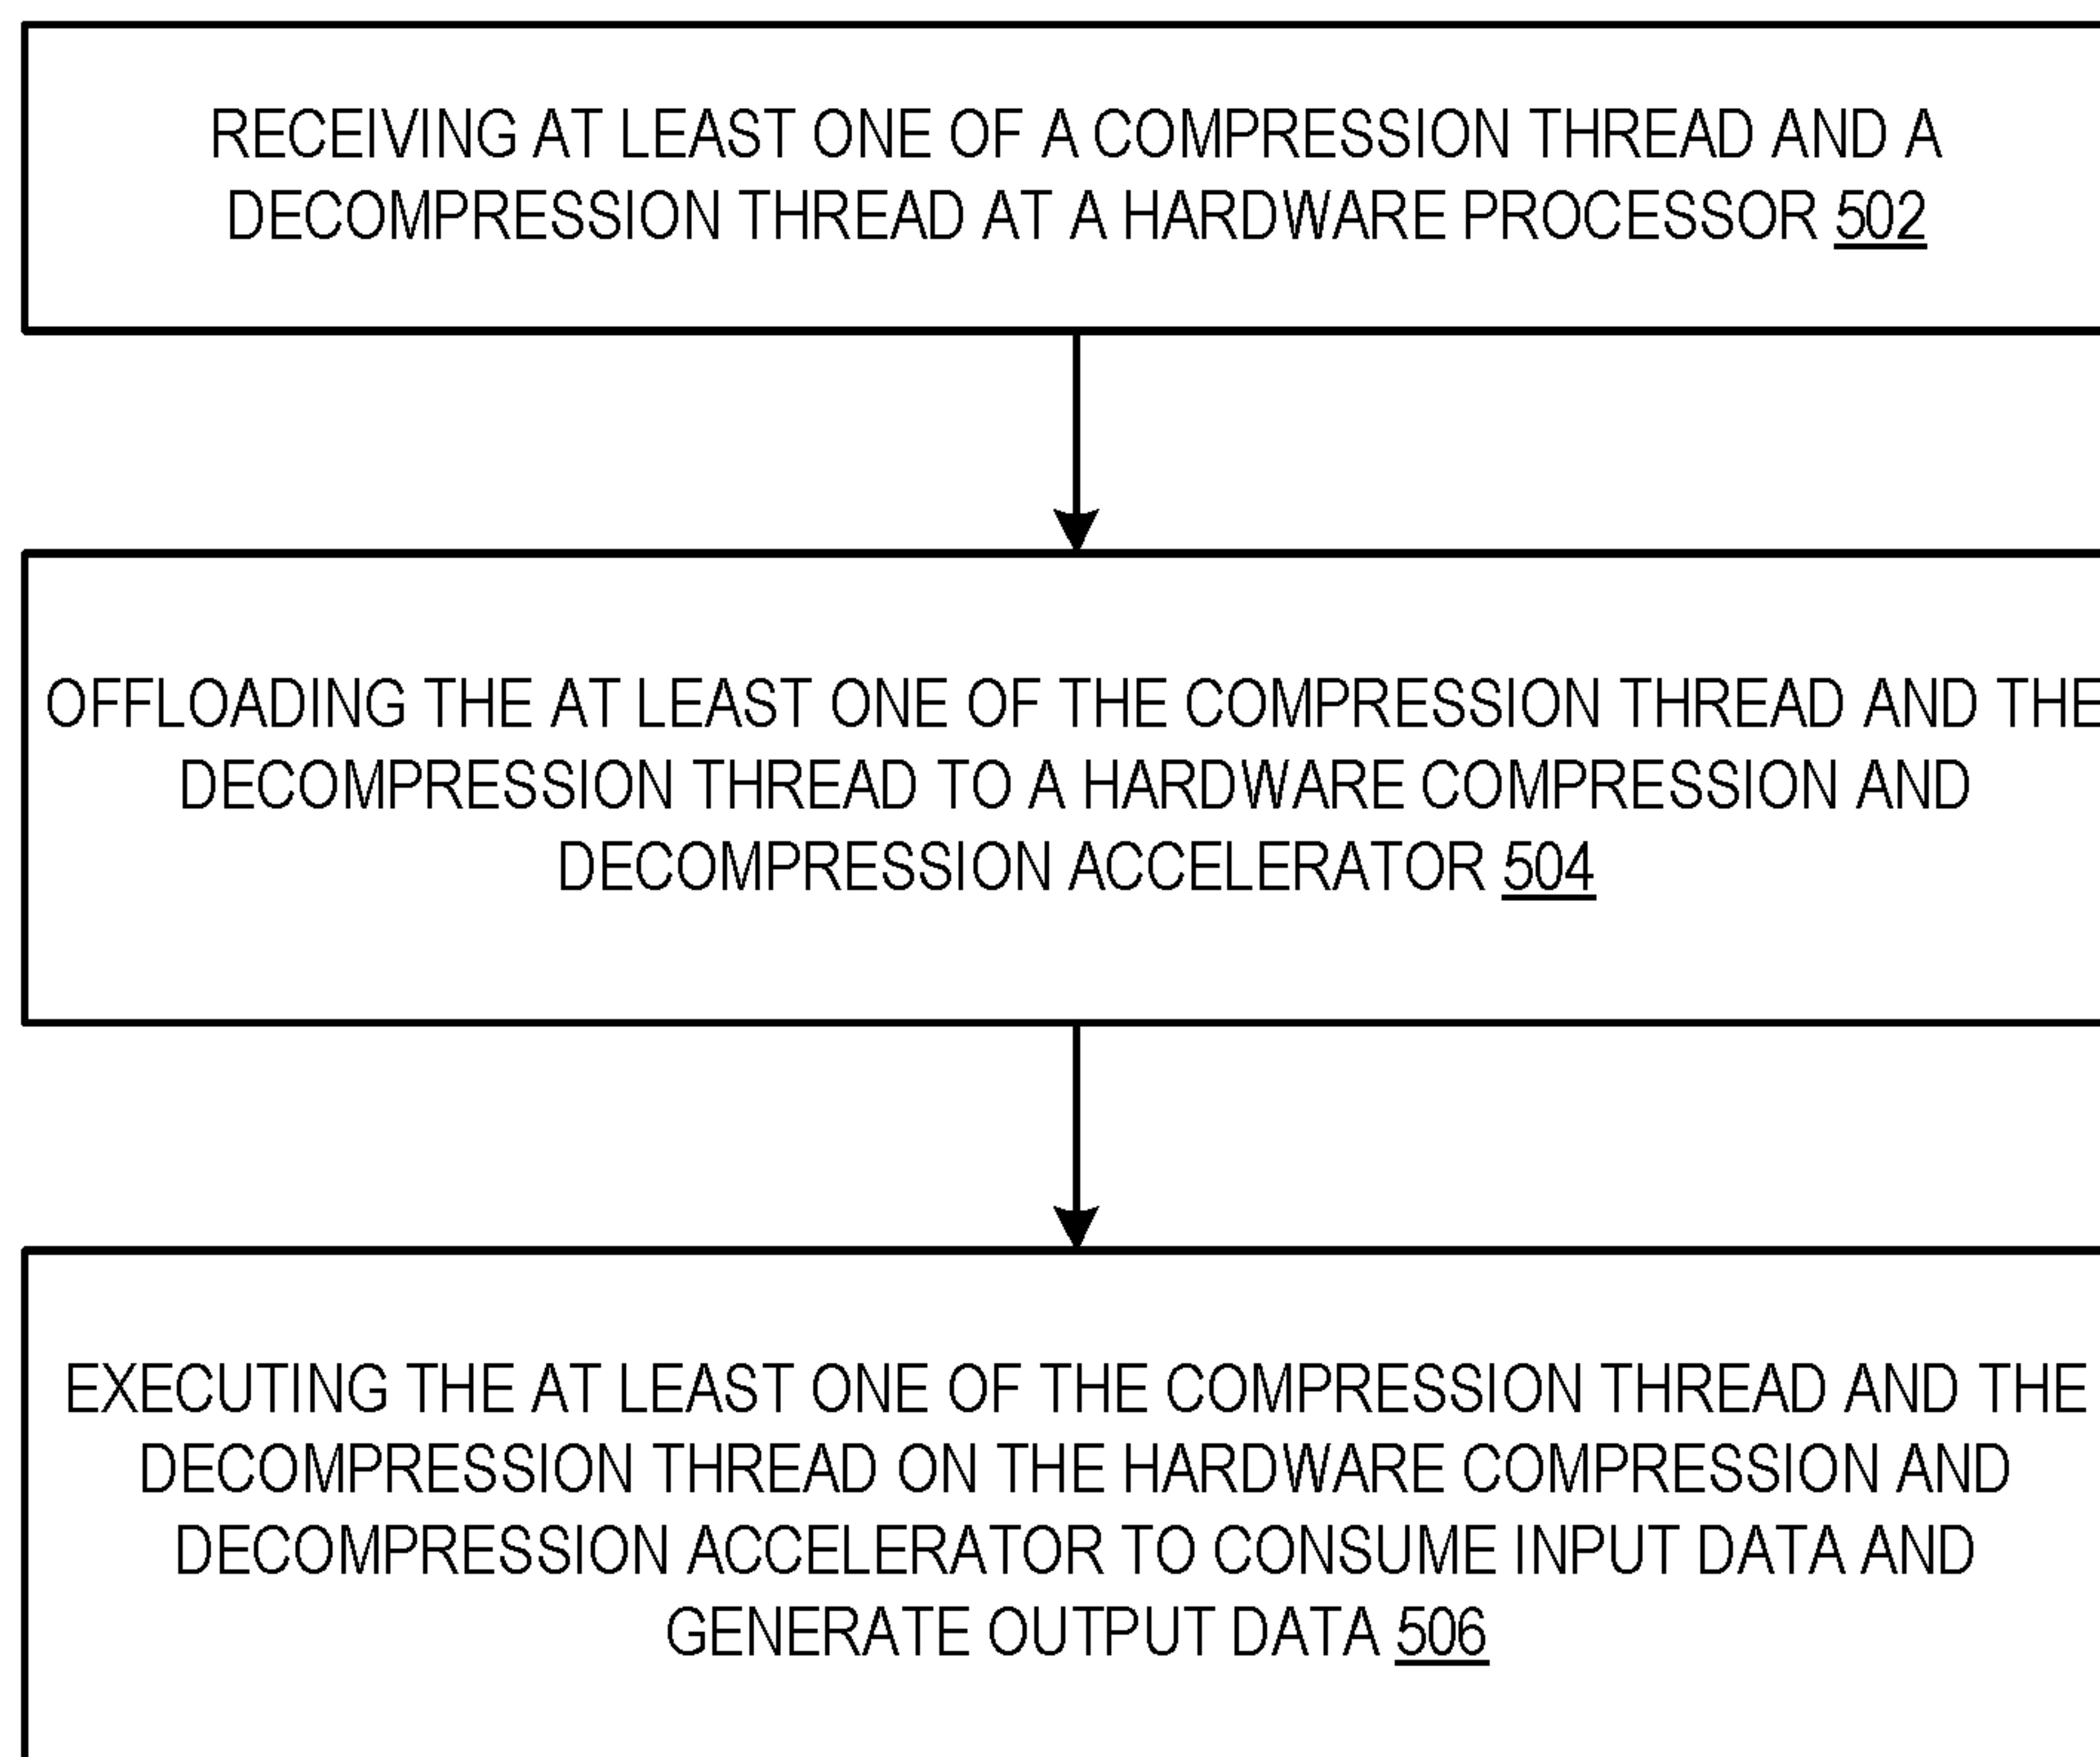 RECEIVING AT LEAST ONE OF A COMPRESSION THREAD AND A
DECOMPRESSION THREAD AT A HARDWARE PROCESSOR 502
OFFLOADING THE AT LEAST ONE OF THE COMPRESSION THREAD AND THE
DECOMPRESSION THREAD TO A HARDWARE COMPRESSION AND
DECOMPRESSION ACCELERATOR 504
EXECUTING THE AT LEAST ONE OF THE COMPRESSION THREAD AND THE
DECOMPRESSION THREAD ON THE HARDWARE COMPRESSION AND
DECOMPRESSION ACCELERATOR TO CONSUME INPUT DATA AND
GENERATE OUTPUT DATA 506